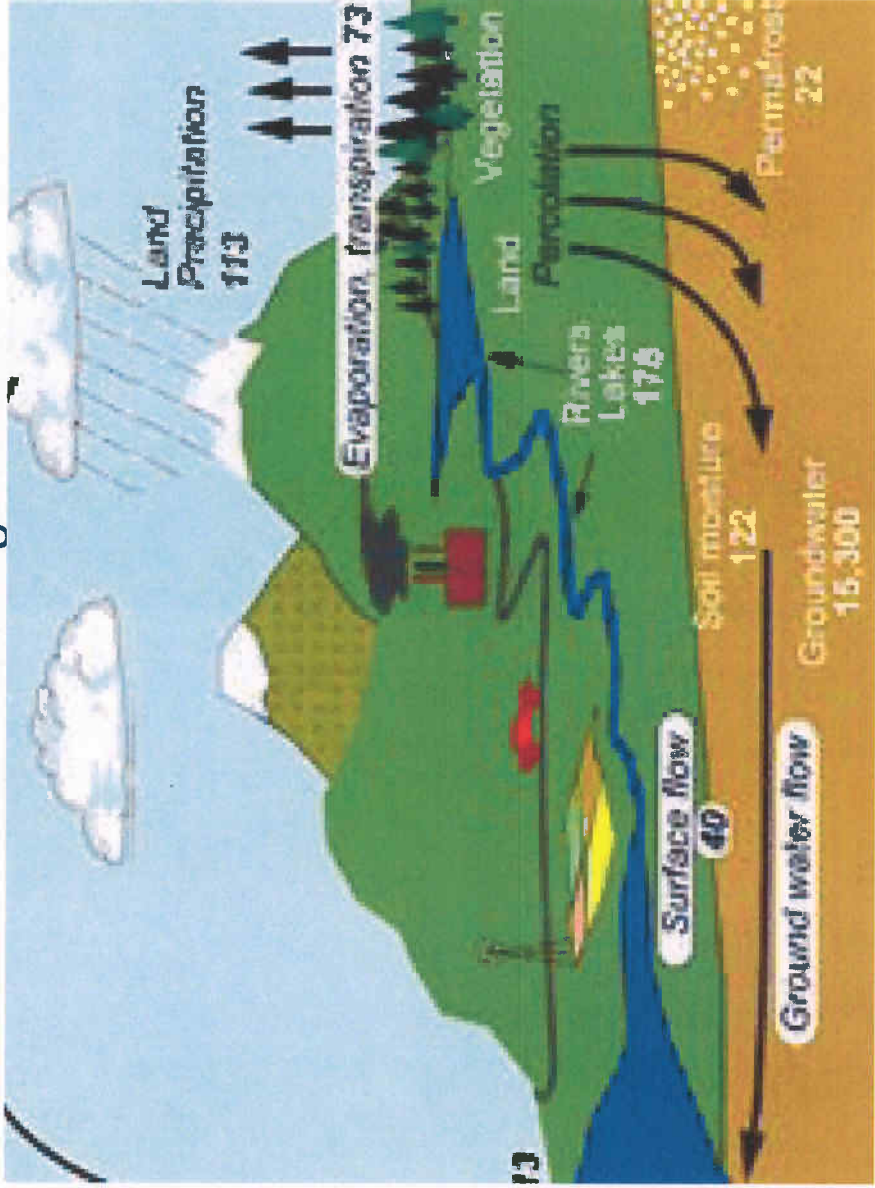 Land
Precipitation
113
Evaporation, transpiration 73
Vegetation
Land
Percolation
Rivers
Lakes
178
Permafrost
22
Soil moisture
122
Groundwater
15,300
Surface flow
40
Ground water flow